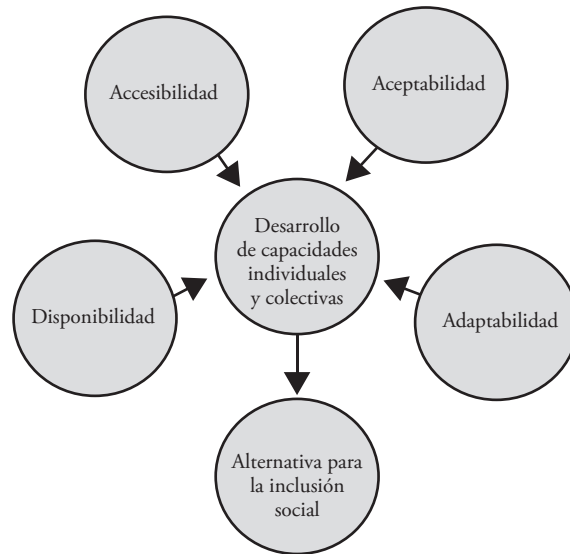 Accesibilidad
Aceptabilidad
Desarrollo
de capacidades
individuales
y colectivas
Disponibilidad
Adaptabilidad
Alternativa para
la inclusión
social